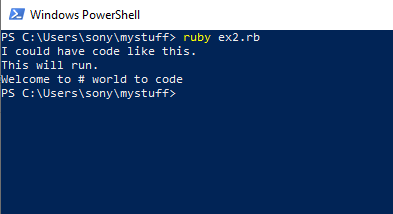 Windows PowerShell
PS C:\Users\sony\mystuff> ruby ex2.rb
I could have code like this.
This will run.
Welcome to # world to code
PS C:\Users\sony\mystuff>